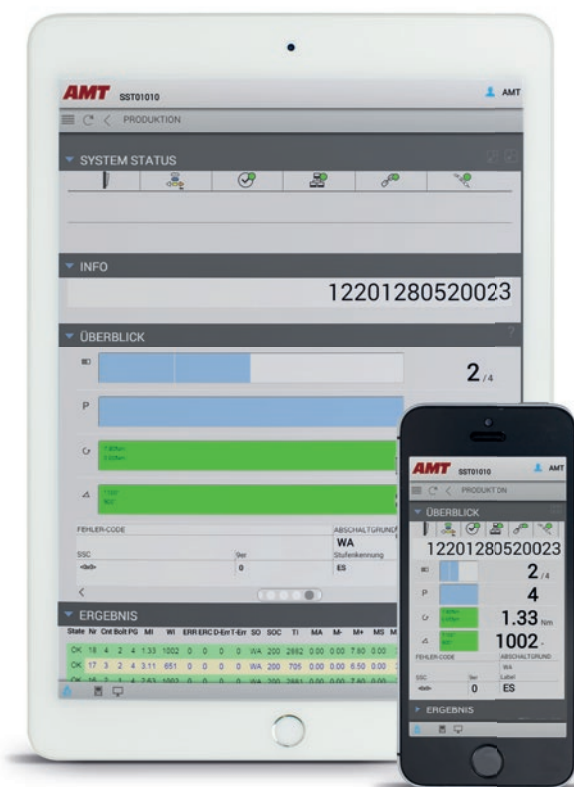 AMT SST01010 AMT
PRODUKTION
SYSTEM STATUS
INFO
12201280520023
ÜBERBLICK ?
2 / 4
P
FEHLER-CODE ABSCHALTGRUND
WA
SSC 9er Stufenkennung
0 ES
ERGEBNIS
State Nr Cnt Bolt PG MI WI ERR ERC D-Err T-Err SO SOC TI MA M- M+ MS M
OK 18 4 2 4 1.33 1002 0 0 0 0 WA 200 2882 0.00 0.00 7.80 0.00
OK 17 3 2 4 3.11 651 0 0 0 0 WA 200 705 0.00 0.00 6.50 0.00
AMT SST01010 AMT
PRODUKT ON
ÜBERBLICK
12201280520023
2 / 4
P 4
1.33 Nm
1002 °
FEHLER-CODE ABSCHALTGRUND
WA
SSC 9er Label
0 ES
ERGEBNIS